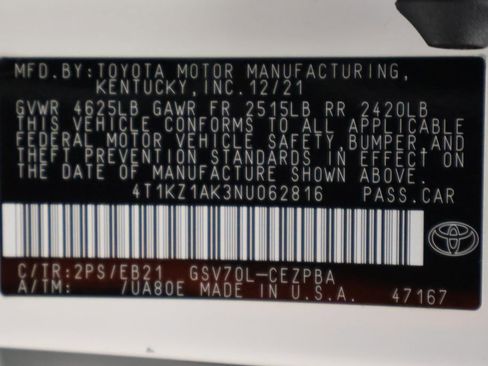 MFD.BY:TOYOTA MOTOR MANUFACTURING,
KENTUCKY, INC.12/21
GVWR 4625LB GAWR FR 2515LB RR 2420LB
THIS VEHICLE CONFORMS TO ALL APPLICABLE
FEDERAL MOTOR VEHICLE SAFETY,BUMPER,AND
THEFT PREVENTION STANDARDS IN EFFECT ON
THE DATE OF MANUFACTURE SHOWN ABOVE.
4T1KZ1AK3NU062816 PASS.CAR
C/TR:2PS/EB21 GSV70L-CEZPBA
A/TM: /UA80E MADE IN U.S.A. 47167